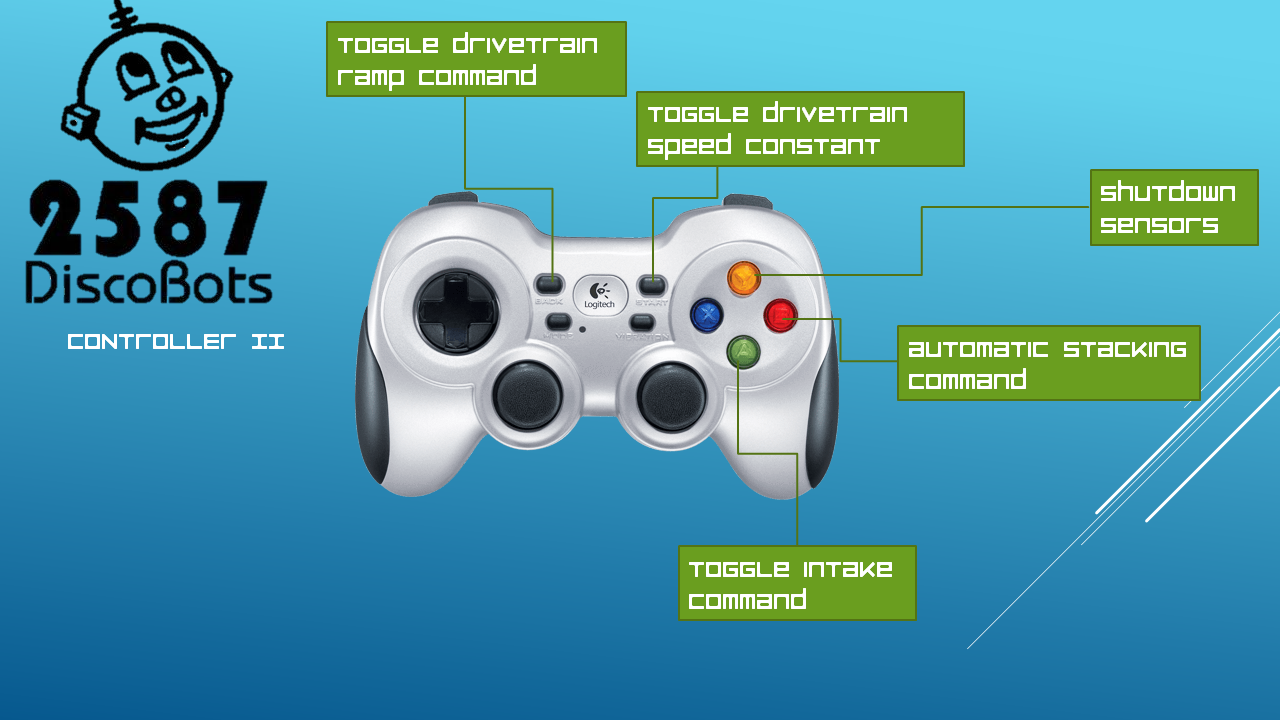 2587
DiscoBots
CONTROLLER II
TOGGLE DRIVETRAIN
RAMP COMMAND
TOGGLE DRIVETRAIN
SPEED CONSTANT
SHUTDOWN
SENSORS
AUTOMATIC STACKING
COMMAND
TOGGLE INTAKE
COMMAND
BACK
Logitech
START
MODE
VIBRATION
Y
X
B
A